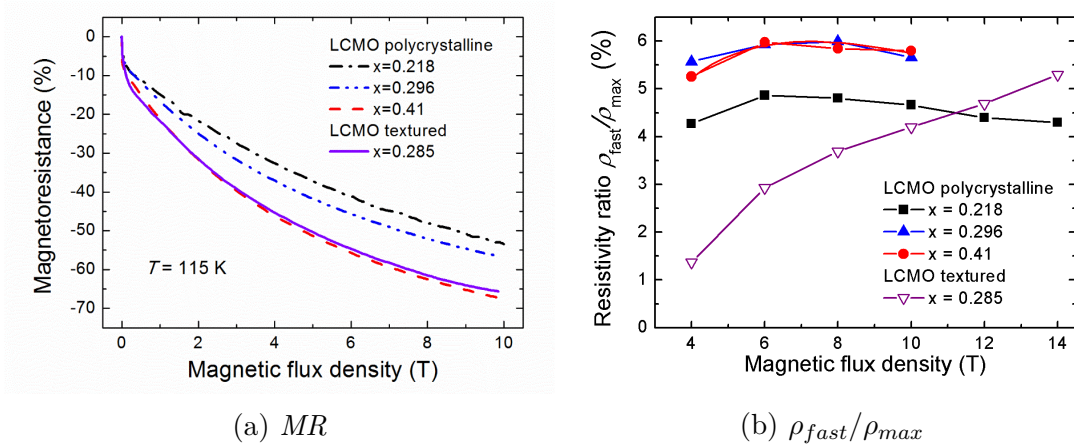 0
-10
-20
-30
-40
-50
-60
-70
Magnetoresistance (%)
LCMO polycrystalline
x=0.218
x=0.296
x=0.41
LCMO textured
x=0.285
T = 115 K
0 2 4 6 8 10
Magnetic flux density (T)
(a) MR
6
5
4
3
2
1
0
Resistivity ratio ρfast/ρmax (%)
LCMO polycrystalline
x = 0.218
x = 0.296
x = 0.41
LCMO textured
x = 0.285
4 6 8 10 12 14
Magnetic flux density (T)
(b) ρfast/ρmax